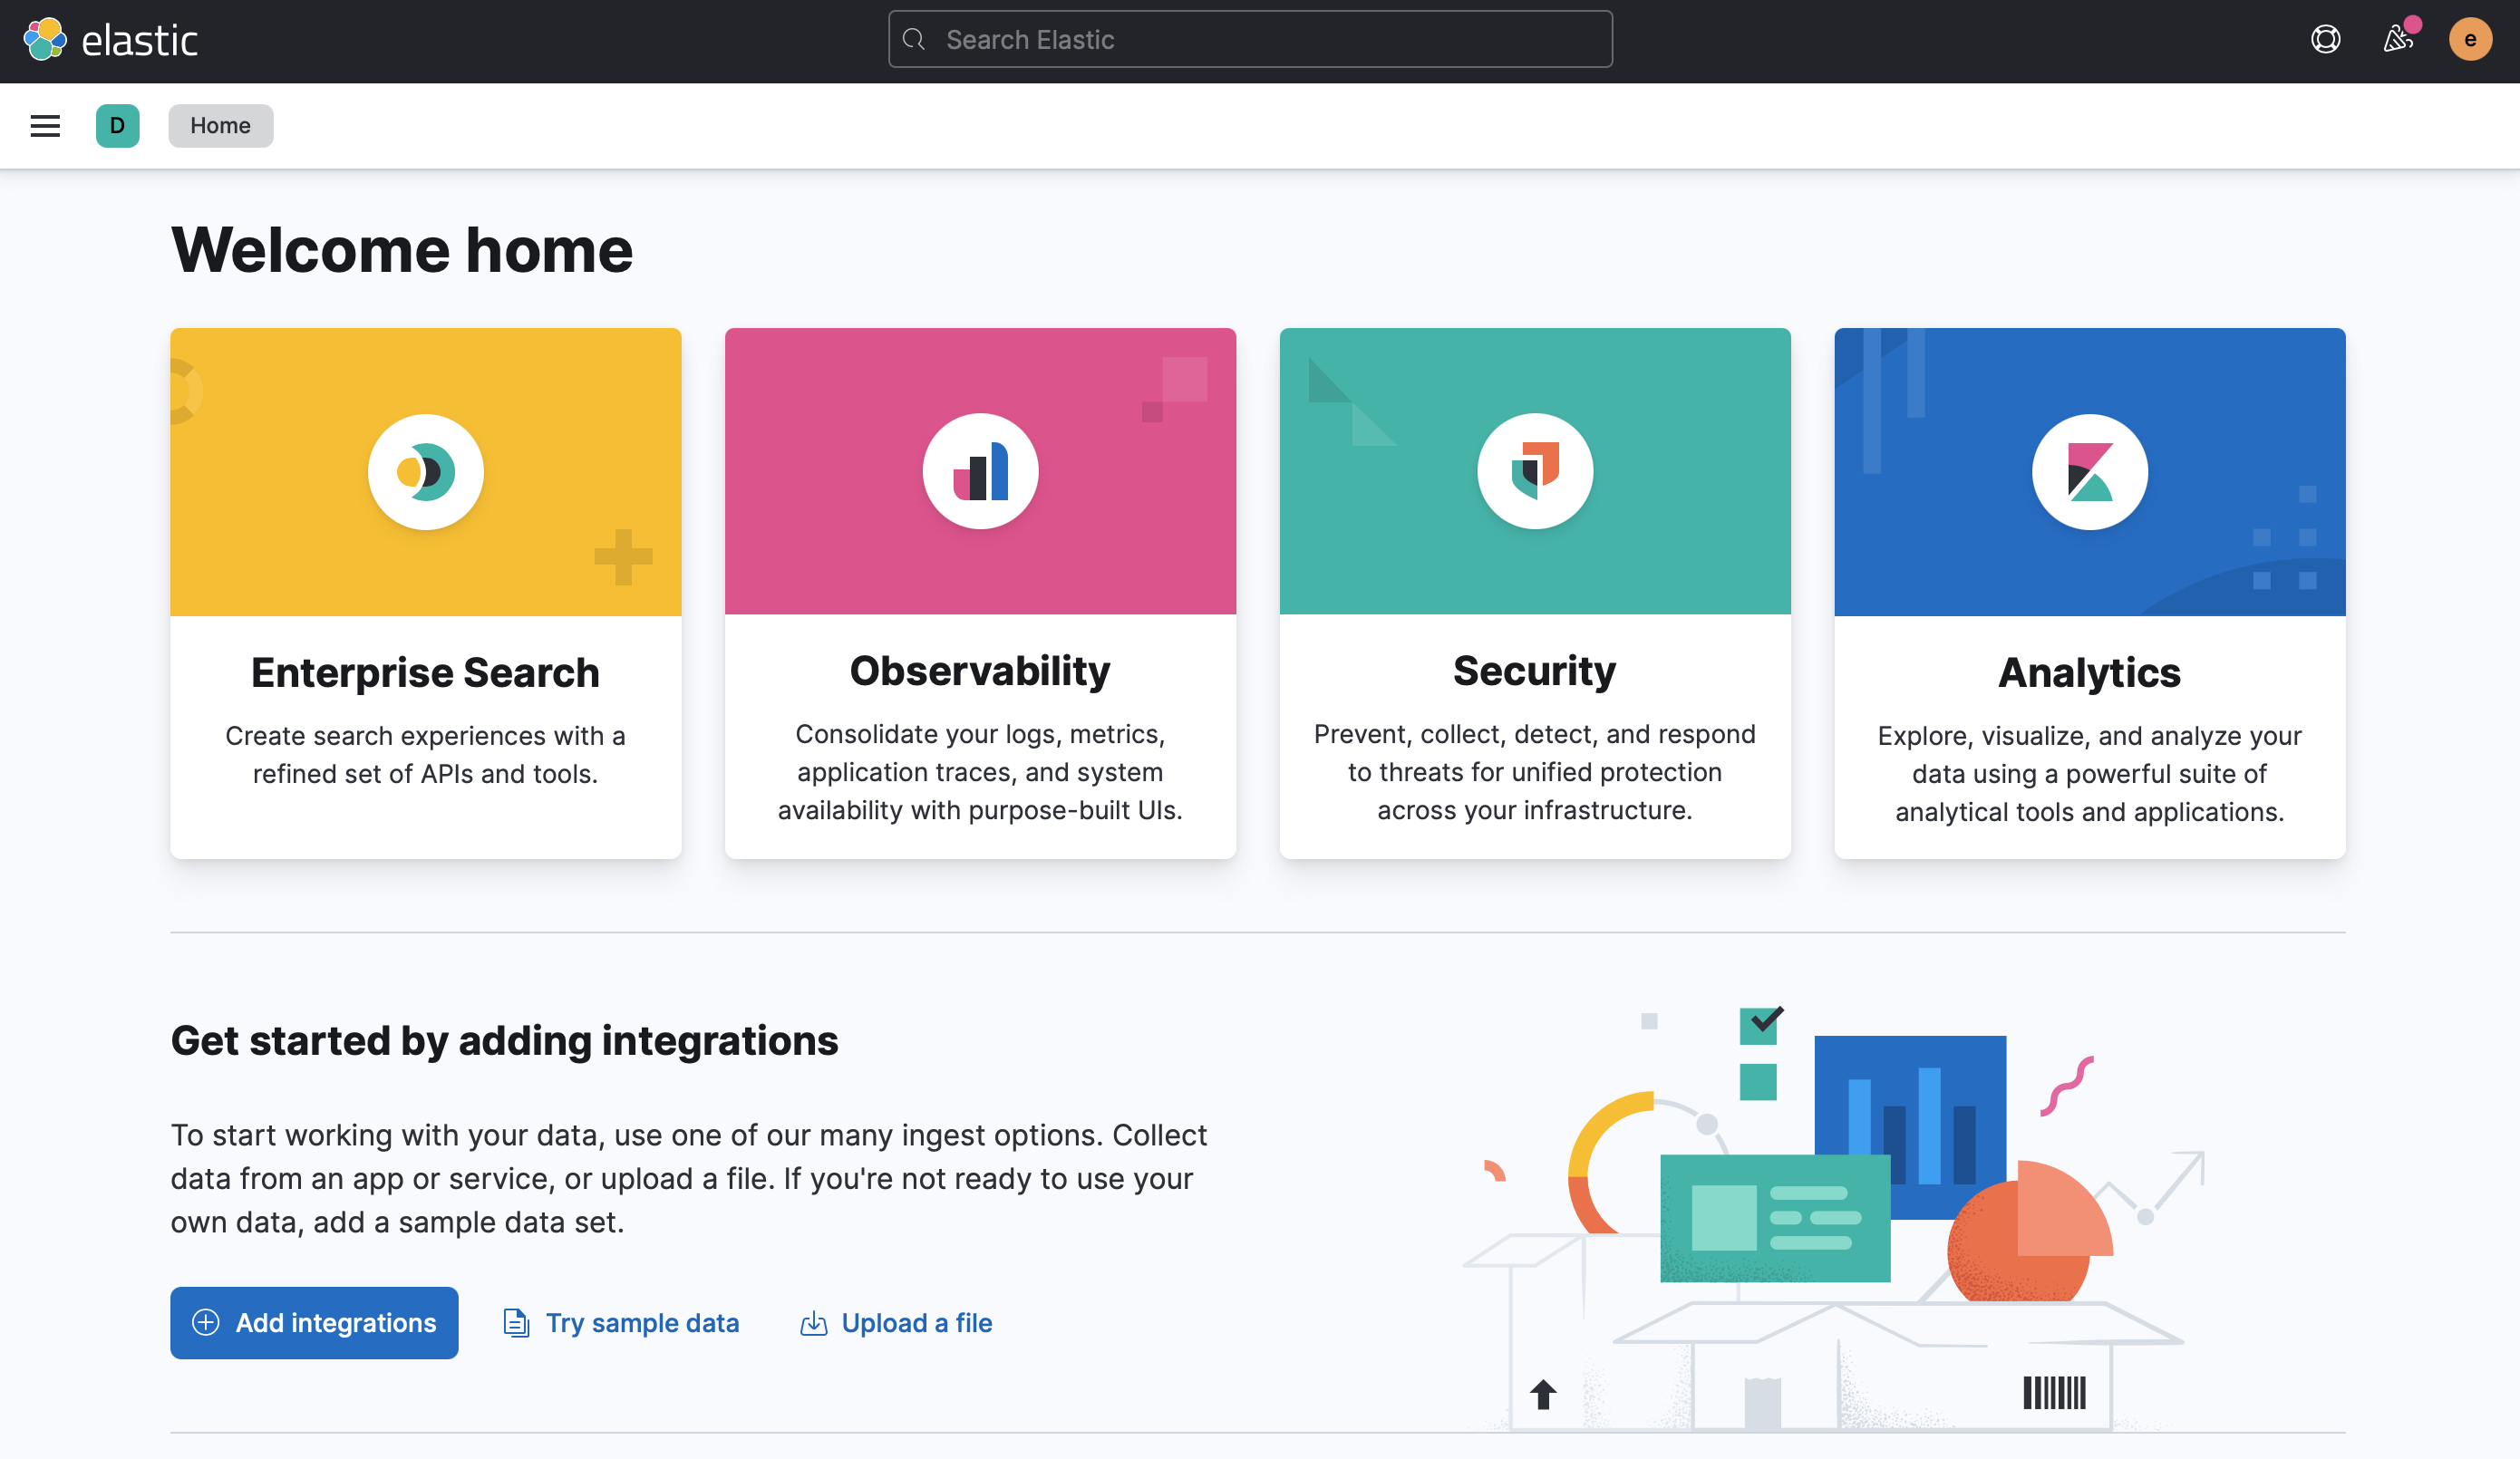 elastic
Search Elastic
e
D
Home
Welcome home
Enterprise Search
Create search experiences with a
refined set of APIs and tools.
Observability
Consolidate your logs, metrics,
application traces, and system
availability with purpose-built UIs.
Security
Prevent, collect, detect, and respond
to threats for unified protection
across your infrastructure.
Analytics
Explore, visualize, and analyze your
data using a powerful suite of
analytical tools and applications.
Get started by adding integrations
To start working with your data, use one of our many ingest options. Collect
data from an app or service, or upload a file. If you're not ready to use your
own data, add a sample data set.
Add integrations
Try sample data
Upload a file